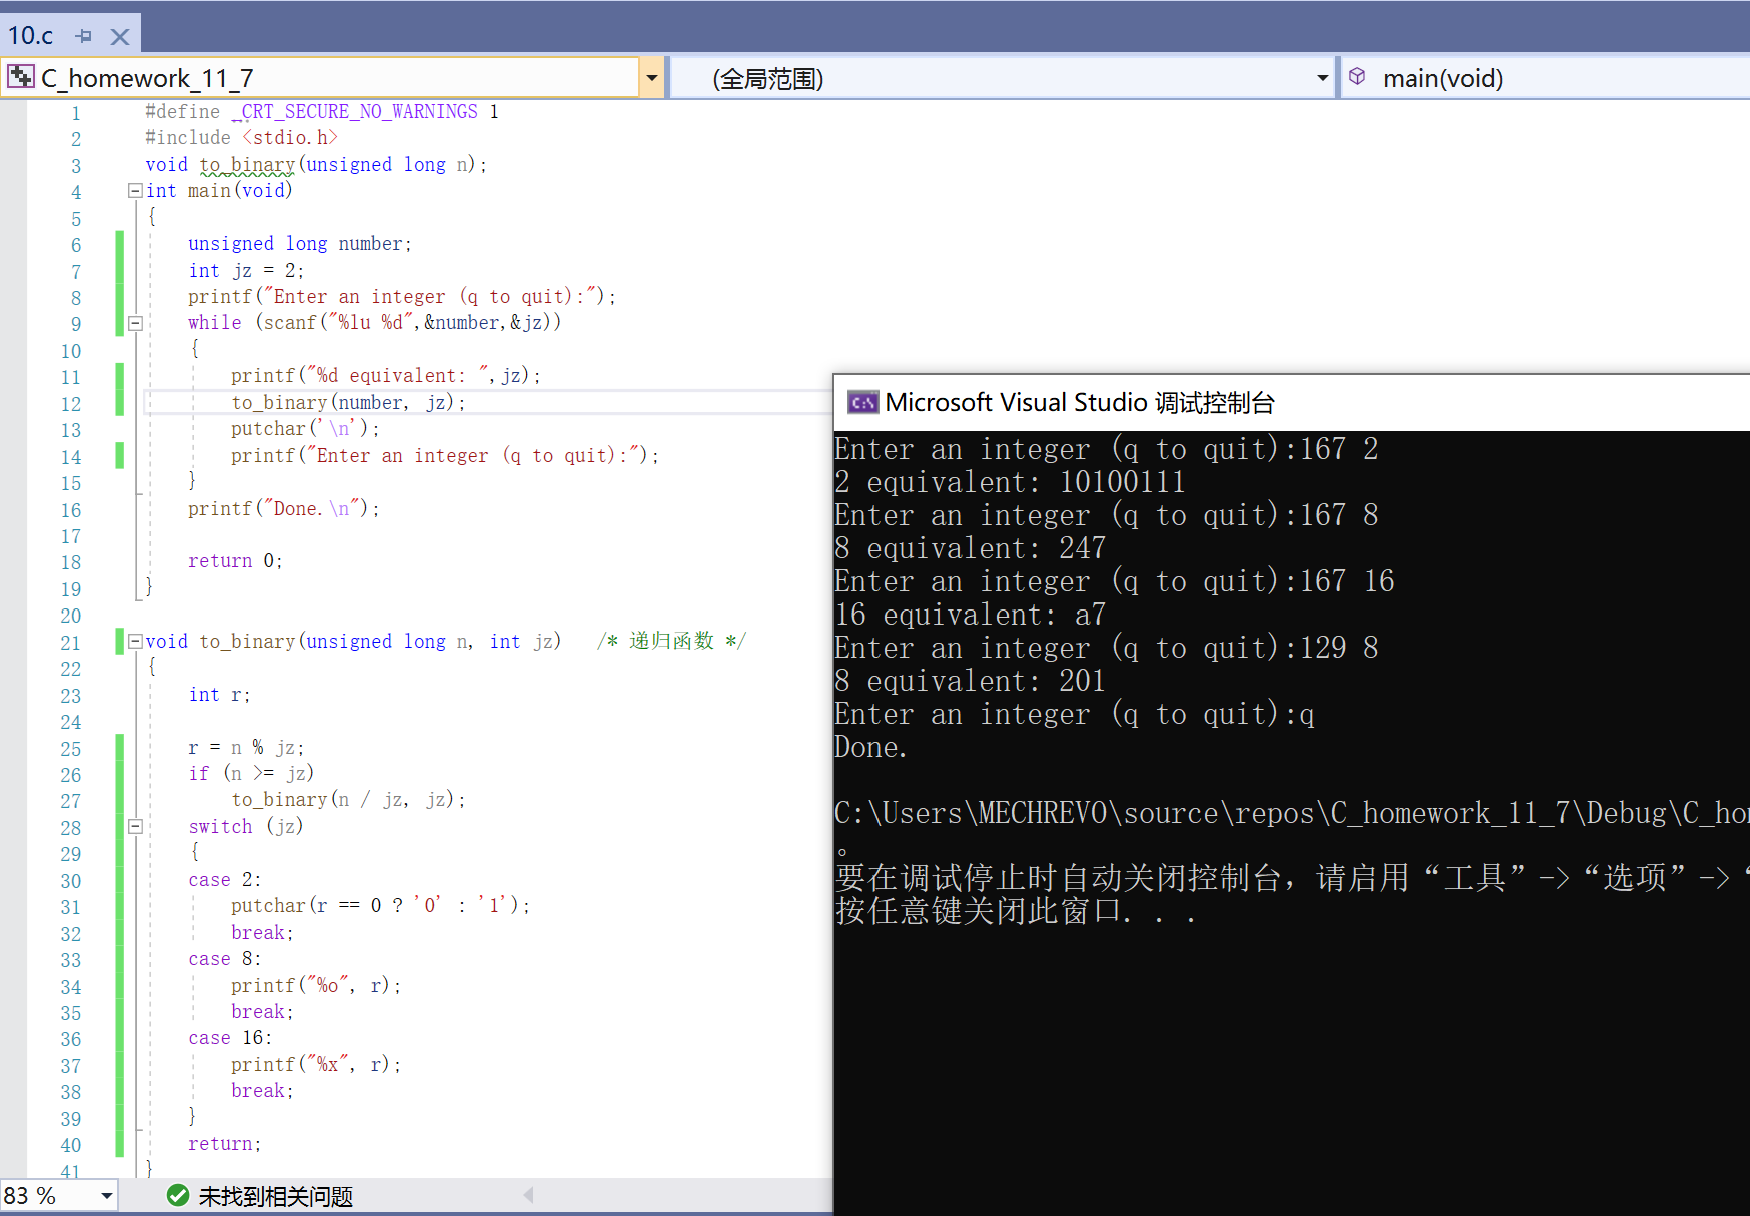 10.c
C_homework_11_7
(全局范围)
main(void)
1 #define _CRT_SECURE_NO_WARNINGS 1
2 #include <stdio.h>
3 void to_binary(unsigned long n);
4 int main(void)
5 {
6 unsigned long number;
7 int jz = 2;
8 printf("Enter an integer (q to quit):");
9 while (scanf("%lu %d",&number,&jz))
10 {
11 printf("%d equivalent: ",jz);
12 to_binary(number, jz);
13 putchar('\n');
14 printf("Enter an integer (q to quit):");
15 }
16 printf("Done.\n");
17
18 return 0;
19 }
20
21 void to_binary(unsigned long n, int jz) /* 递归函数 */
22 {
23 int r;
24
25 r = n % jz;
26 if (n >= jz)
27 to_binary(n / jz, jz);
28 switch (jz)
29 {
30 case 2:
31 putchar(r == 0 ? '0' : '1');
32 break;
33 case 8:
34 printf("%o", r);
35 break;
36 case 16:
37 printf("%x", r);
38 break;
39 }
40 return;
41 }
83 %
未找到相关问题
Microsoft Visual Studio 调试控制台
Enter an integer (q to quit):167 2
2 equivalent: 10100111
Enter an integer (q to quit):167 8
8 equivalent: 247
Enter an integer (q to quit):167 16
16 equivalent: a7
Enter an integer (q to quit):129 8
8 equivalent: 201
Enter an integer (q to quit):q
Done.
C:\Users\MECHREVO\source\repos\C_homework_11_7\Debug\C_ho
。
要在调试停止时自动关闭控制台，请启用“工具”->“选项”->“
按任意键关闭此窗口. . .